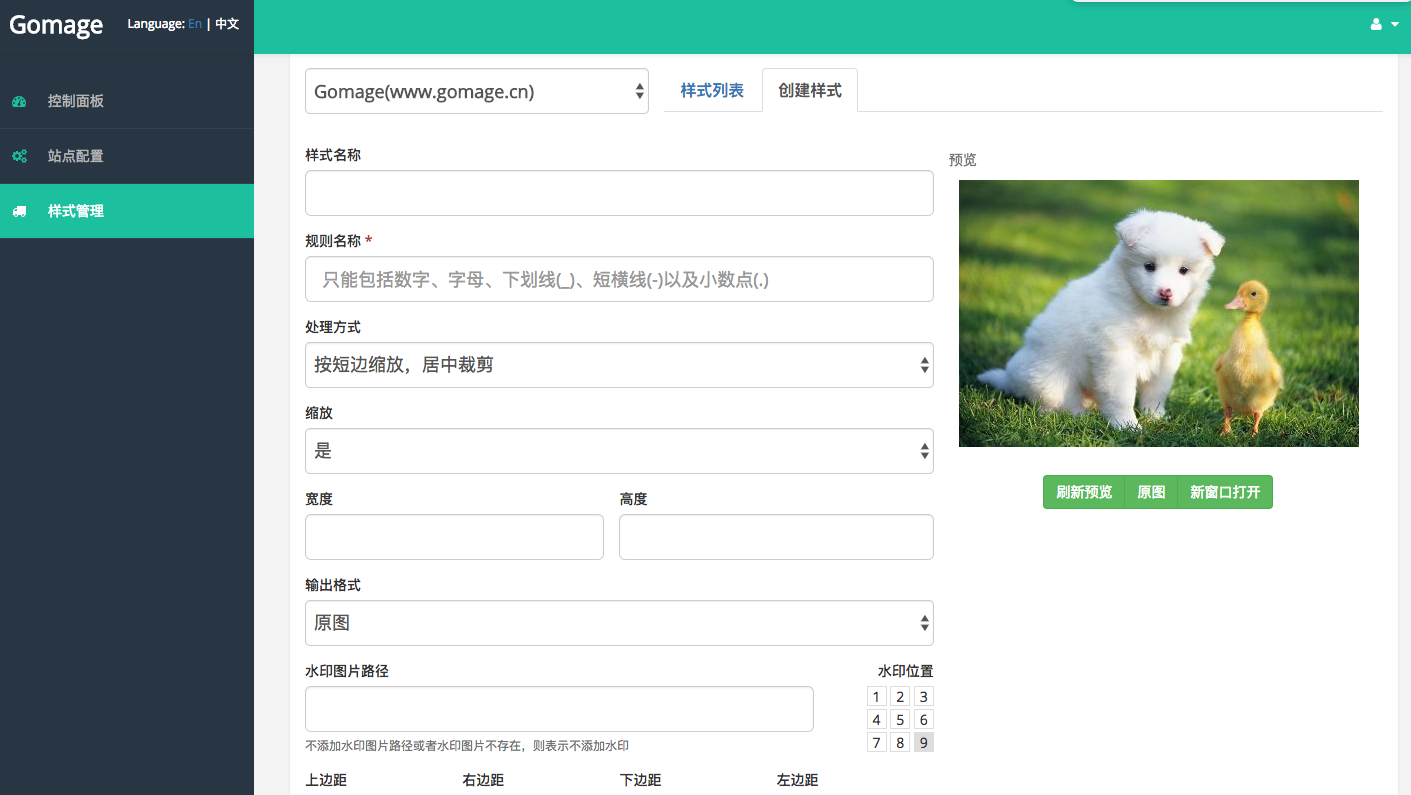 Gomage
Language: En | 中文
控制面板
站点配置
样式管理
Gomage(www.gomage.cn)
样式列表
创建样式
样式名称
规则名称 *
只能包括数字、字母、下划线(_)、短横线(-)以及小数点(.)
处理方式
按短边缩放，居中裁剪
缩放
是
宽度
高度
输出格式
原图
水印图片路径
不添加水印图片路径或者水印图片不存在，则表示不添加水印
水印位置
1 2 3
4 5 6
7 8 9
上边距
右边距
下边距
左边距
预览
刷新预览
原图
新窗口打开